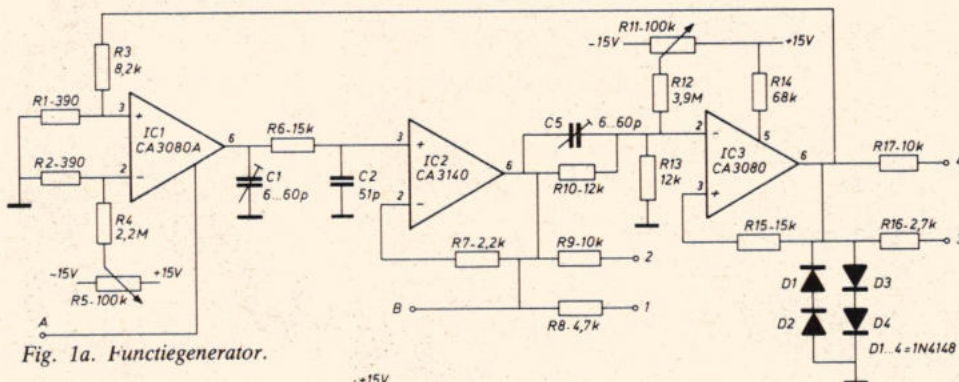 R3
8,2k
R1-390
R2-390
3
+
2
−
IC1
CA3080A
6
R4
2,2M
-15V
+15V
R5-100k
A
R6-15k
C1
6...60p
C2
51p
3
+
2
−
IC2
CA3140
6
C5
6...60p
R10-12k
R7-2,2k
R9-10k
2
B
R8-4,7k
1
R11-100k
-15V
+15V
R12
3,9M
R14
68k
R13
12k
2
−
3
+
5
IC3
CA3080
6
R17-10k
4
R15-15k
R16-2,7k
3
D1
D2
D3
D4
D1...4=1N4148
Fig. 1a. Functiegenerator.
+15V